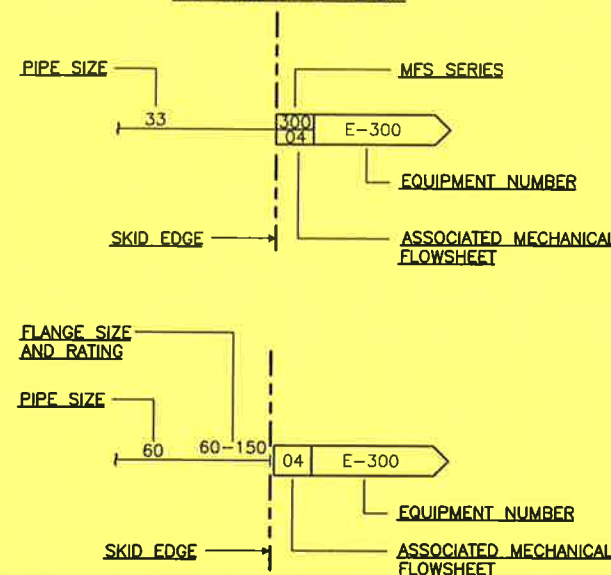 PIPE SIZE
MFS SERIES
33
300
04
E-300
EQUIPMENT NUMBER
SKID EDGE
ASSOCIATED MECHANICAL
FLOWSHEET
FLANGE SIZE
AND RATING
PIPE SIZE
60
60-150
04
E-300
EQUIPMENT NUMBER
SKID EDGE
ASSOCIATED MECHANICAL
FLOWSHEET